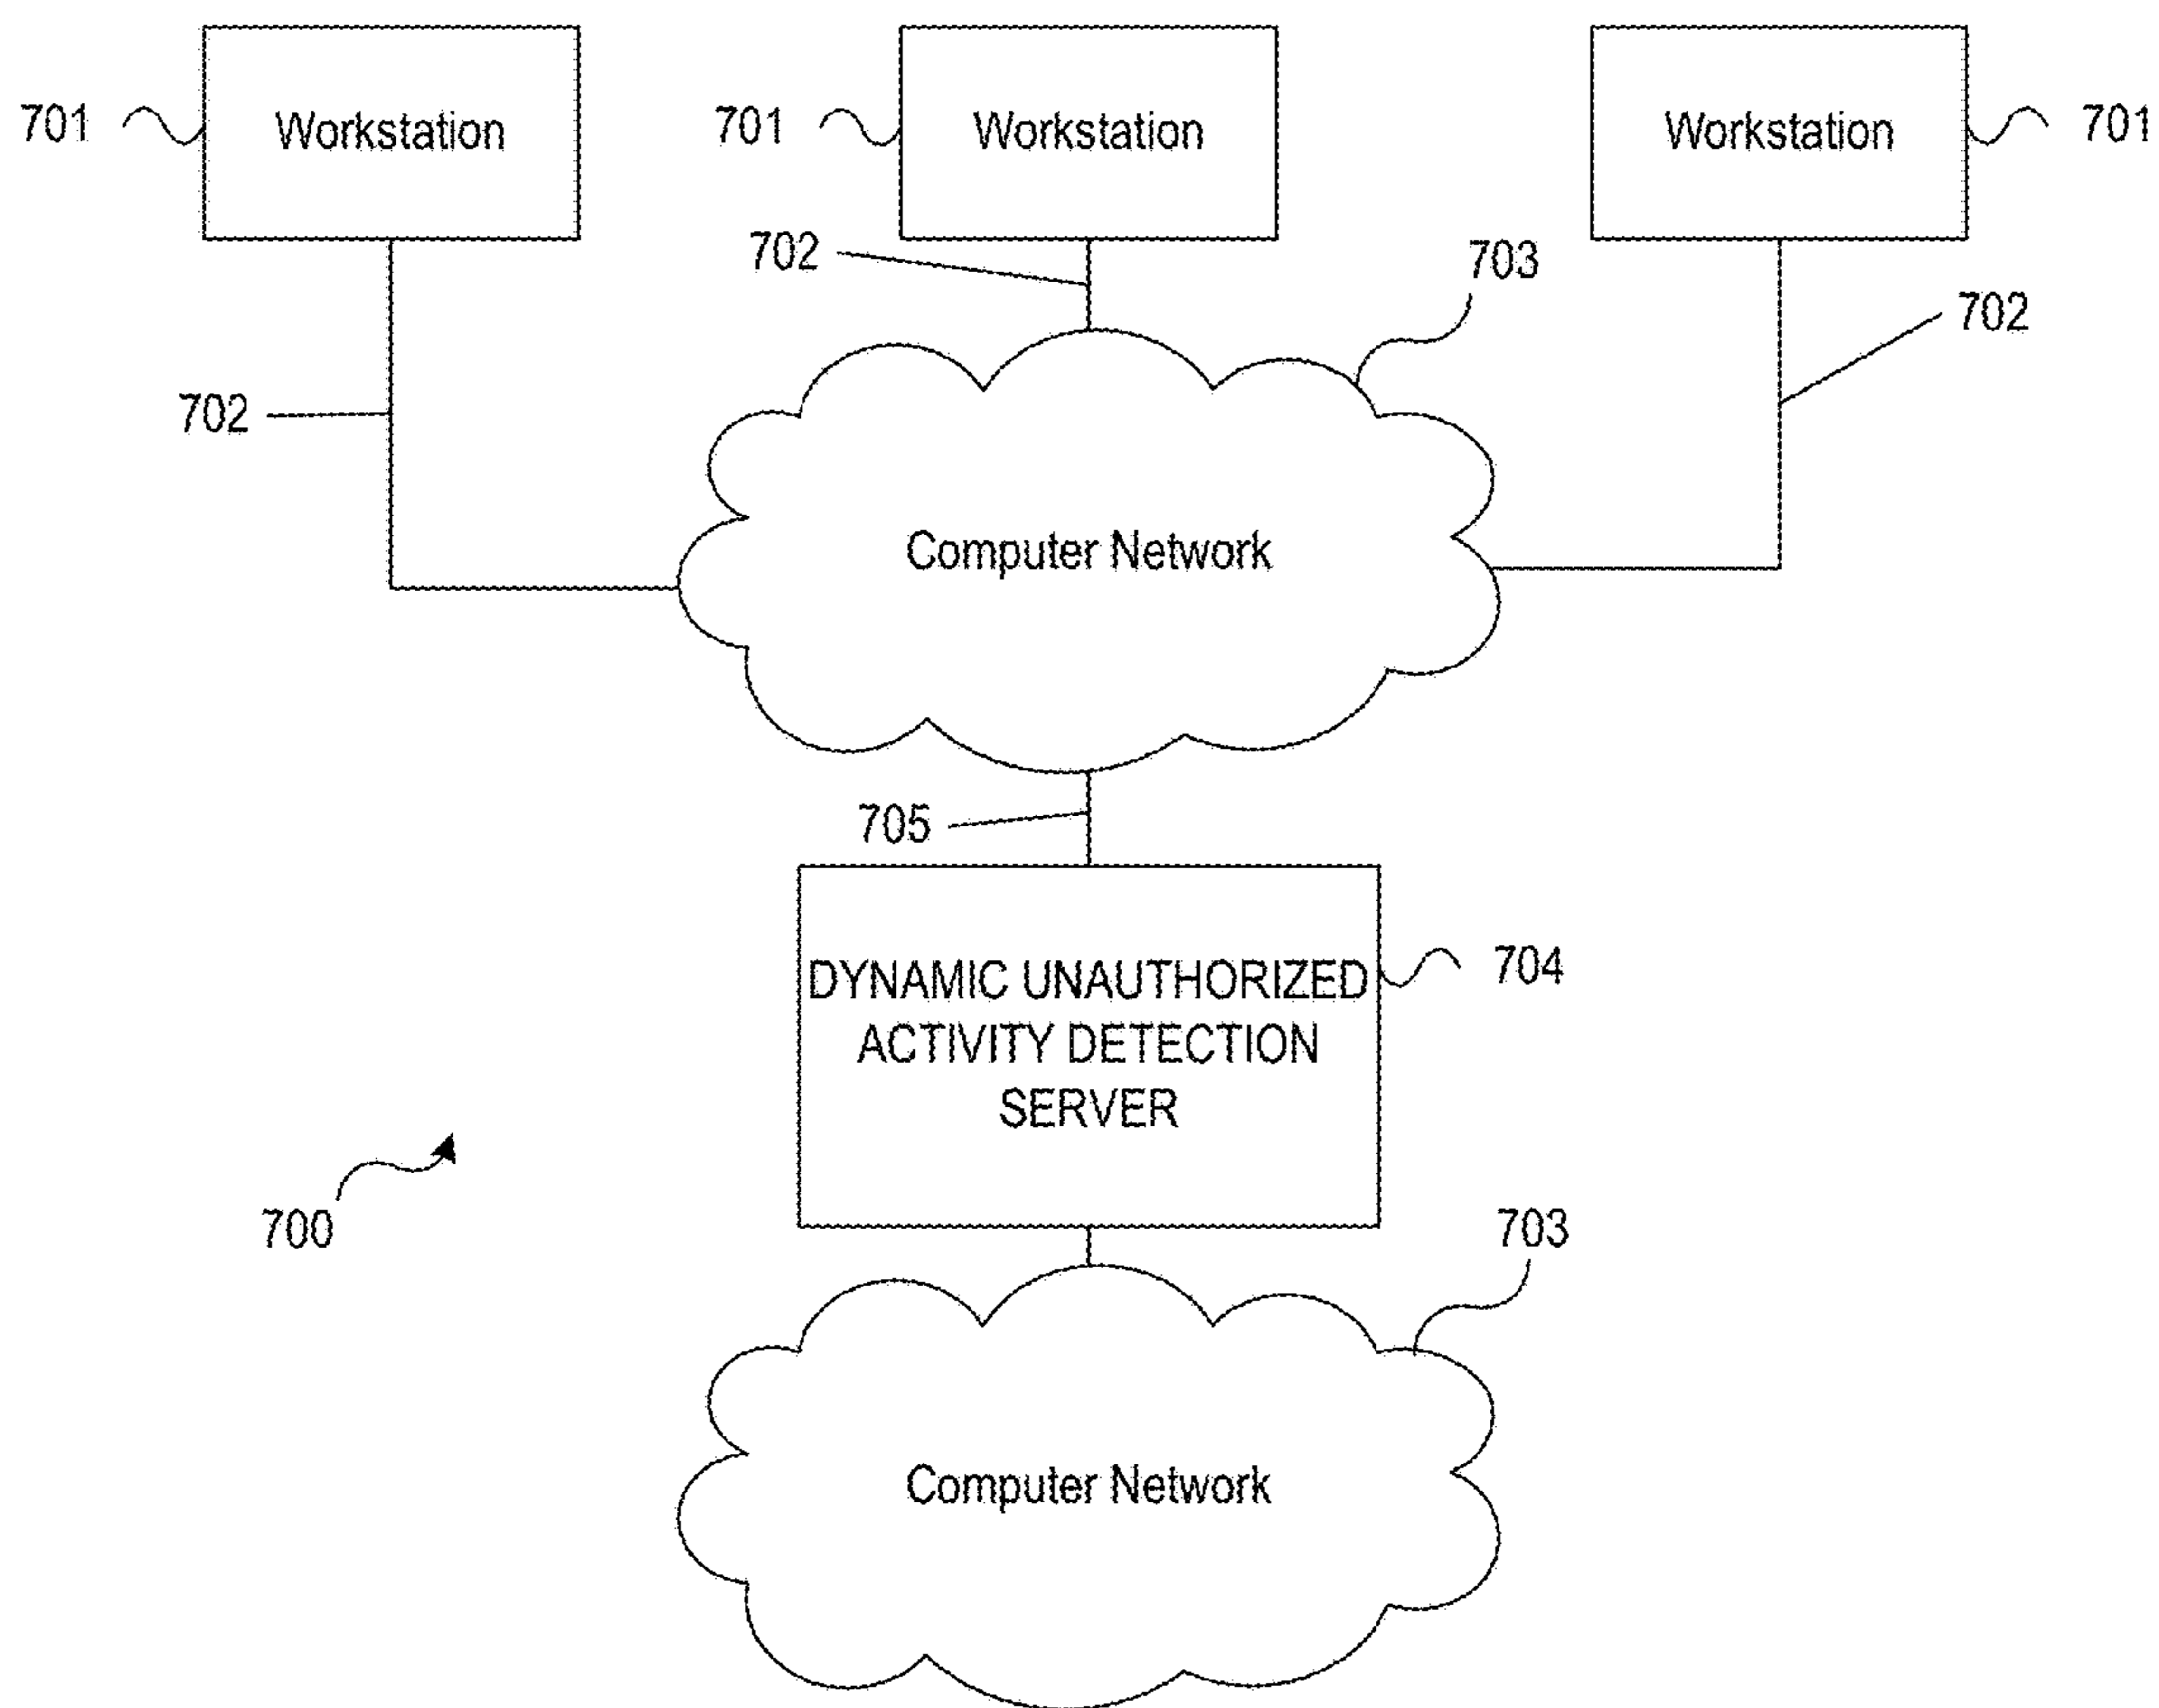 701
Workstation
701
Workstation
Workstation
701
702
703
702
702
Computer Network
705
DYNAMIC UNAUTHORIZED
ACTIVITY DETECTION
SERVER
704
700
703
Computer Network